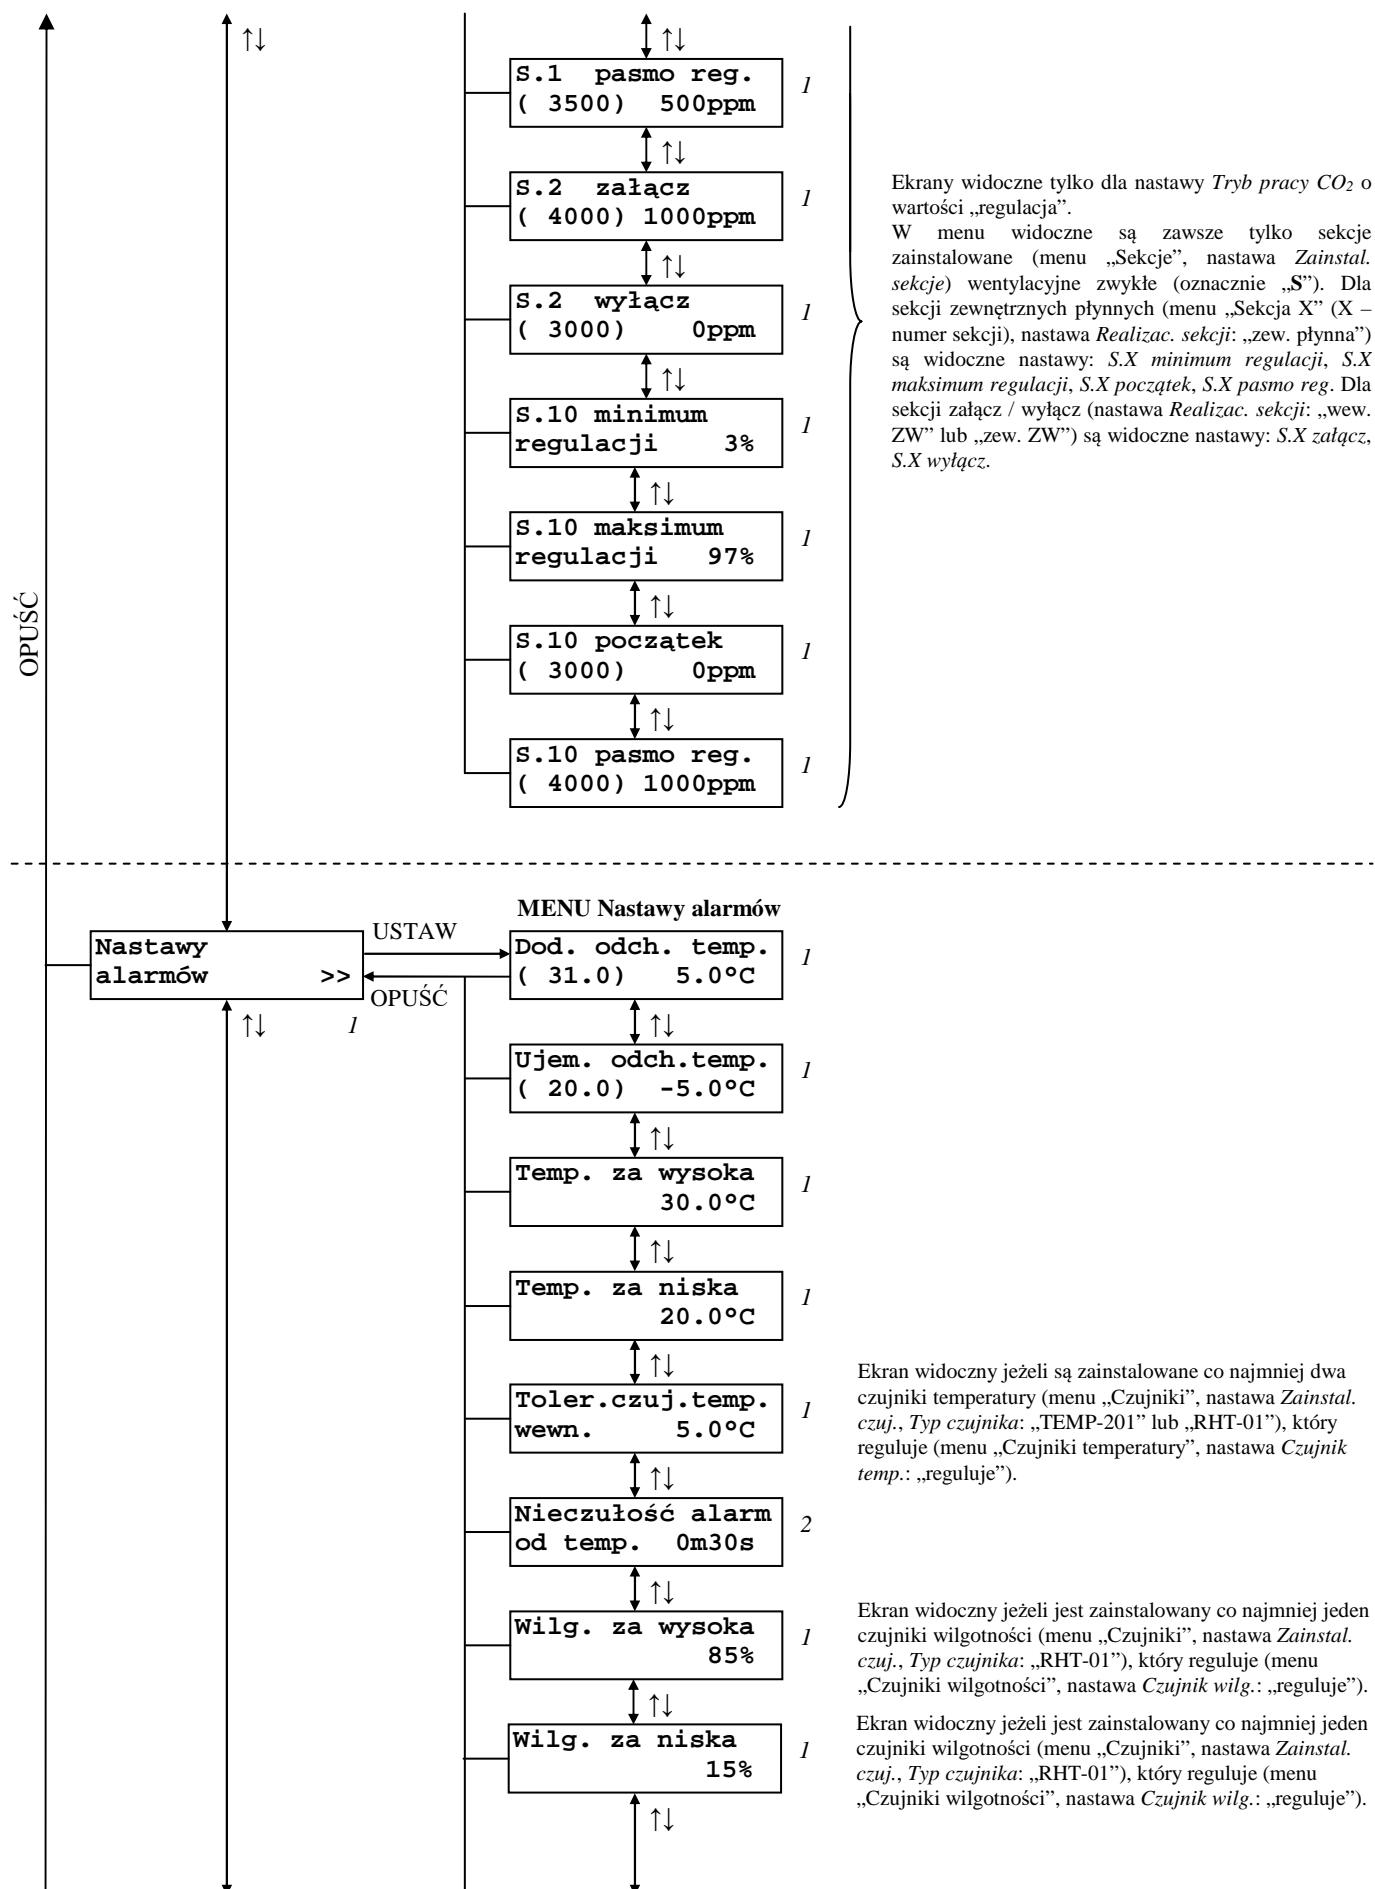 ↑↓
↑↓
S.1 pasmo reg.
( 3500) 500ppm
1
↑↓
S.2 załącz
( 4000) 1000ppm
1
↑↓
S.2 wyłącz
( 3000) 0ppm
1
↑↓
S.10 minimum
regulacji 3%
1
↑↓
S.10 maksimum
regulacji 97%
1
↑↓
S.10 początek
( 3000) 0ppm
1
↑↓
S.10 pasmo reg.
( 4000) 1000ppm
1
Ekrany widoczne tylko dla nastawy Tryb pracy CO2 o
wartości „regulacja”.
W menu widoczne są zawsze tylko sekcje
zainstalowane (menu „Sekcje”, nastawa Zainstal.
sekcje) wentylacyjne zwykłe (oznacznie „S”). Dla
sekcji zewnętrznych płynnych (menu „Sekcja X” (X –
numer sekcji), nastawa Realizac. sekcji: „zew. płynna”)
są widoczne nastawy: S.X minimum regulacji, S.X
maksimum regulacji, S.X początek, S.X pasmo reg. Dla
sekcji załącz / wyłącz (nastawa Realizac. sekcji: „wew.
ZW” lub „zew. ZW”) są widoczne nastawy: S.X załącz,
S.X wyłącz.
OPUŚĆ
MENU Nastawy alarmów
Nastawy
alarmów >>
1
USTAW
OPUŚĆ
↑↓
Dod. odch. temp.
( 31.0) 5.0°C
1
↑↓
Ujem. odch.temp.
( 20.0) -5.0°C
1
↑↓
Temp. za wysoka
30.0°C
1
↑↓
Temp. za niska
20.0°C
1
↑↓
Toler.czuj.temp.
wewn. 5.0°C
1
Ekran widoczny jeżeli są zainstalowane co najmniej dwa
czujniki temperatury (menu „Czujniki”, nastawa Zainstal.
czuj., Typ czujnika: „TEMP-201” lub „RHT-01”), który
reguluje (menu „Czujniki temperatury”, nastawa Czujnik
temp.: „reguluje”).
↑↓
Nieczułość alarm
od temp. 0m30s
2
↑↓
Wilg. za wysoka
85%
1
Ekran widoczny jeżeli jest zainstalowany co najmniej jeden
czujniki wilgotności (menu „Czujniki”, nastawa Zainstal.
czuj., Typ czujnika: „RHT-01”), który reguluje (menu
„Czujniki wilgotności”, nastawa Czujnik wilg.: „reguluje”).
↑↓
Wilg. za niska
15%
1
Ekran widoczny jeżeli jest zainstalowany co najmniej jeden
czujniki wilgotności (menu „Czujniki”, nastawa Zainstal.
czuj., Typ czujnika: „RHT-01”), który reguluje (menu
„Czujniki wilgotności”, nastawa Czujnik wilg.: „reguluje”).
↑↓